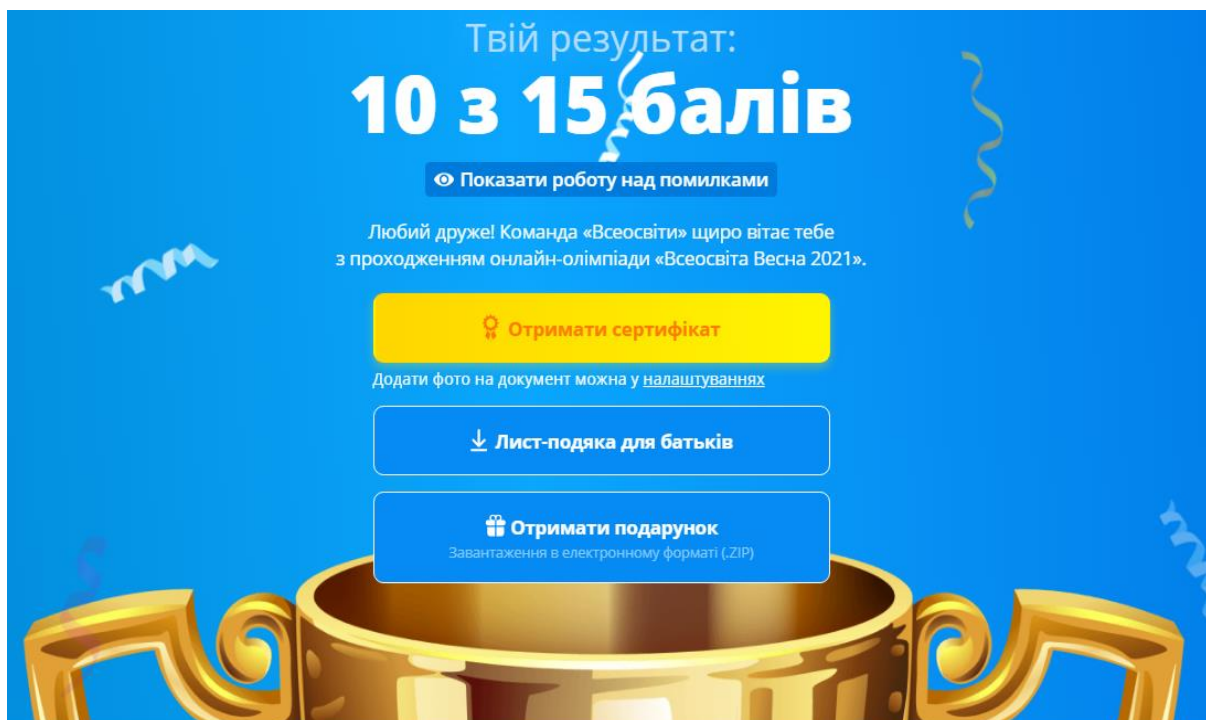 Твій результат:
10 з 15 балів
Показати роботу над помилками
Любий друже! Команда «Всеосвіти» щиро вітає тебе
з проходженням онлайн-олімпіади «Всеосвіта Весна 2021».
Отримати сертифікат
Додати фото на документ можна у налаштуваннях
Лист-подяка для батьків
Отримати подарунок
Завантаження в електронному форматі (.ZIP)